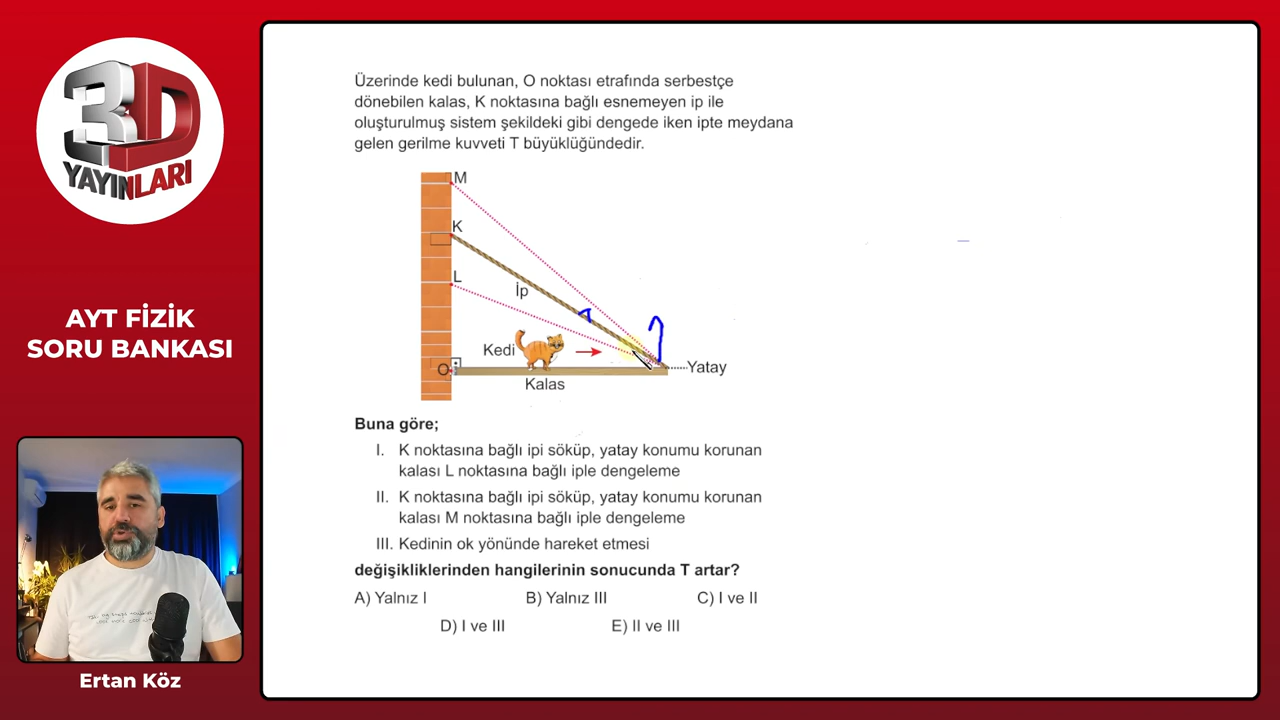 3D
YAYINLARI
AYT FİZİK
SORU BANKASI
Ertan Köz
Üzerinde kedi bulunan, O noktası etrafında serbestçe
dönebilen kalas, K noktasına bağlı esnemeyen ip ile
oluşturulmuş sistem şekildeki gibi dengede iken ipte meydana
gelen gerilme kuvveti T büyüklüğündedir.
M
K
L
İp
Kedi
O
Yatay
Kalas
Buna göre;
I. K noktasına bağlı ipi söküp, yatay konumu korunan
kalası L noktasına bağlı iple dengeleme
II. K noktasına bağlı ipi söküp, yatay konumu korunan
kalası M noktasına bağlı iple dengeleme
III. Kedinin ok yönünde hareket etmesi
değişikliklerinden hangilerinin sonucunda T artar?
A) Yalnız I B) Yalnız III C) I ve II
D) I ve III E) II ve III